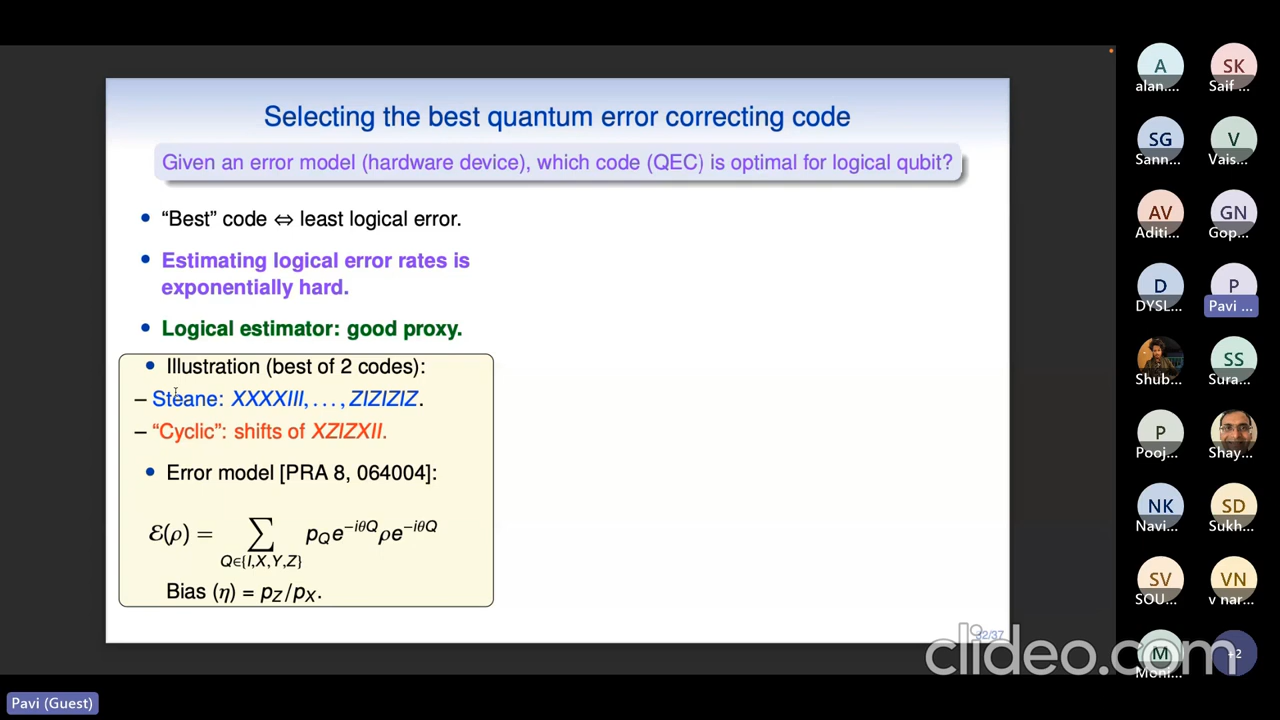 Selecting the best quantum error correcting code
Given an error model (hardware device), which code (QEC) is optimal for logical qubit?
• “Best” code ⇔ least logical error.
• Estimating logical error rates is
exponentially hard.
• Logical estimator: good proxy.
• Illustration (best of 2 codes):
– Steane: XXXXIII, . . . , ZIZIZIZ.
– “Cyclic”: shifts of XZIZXII.
• Error model [PRA 8, 064004]:
ℰ(ρ) = ∑ p_Q e^{−iθQ} ρ e^{−iθQ}
Q∈{I,X,Y,Z}
Bias (η) = p_Z/p_X.
32/37
clideo.com
A
alan....
SK
Saif ...
SG
Sann...
V
Vais...
AV
Aditi...
GN
Gop...
D
DYSL...
P
Pavi ...
Shub...
SS
Sura...
P
Pooj...
Shay...
NK
Navi...
SD
Sukh...
SV
SOU...
VN
v nar...
M
Moni...
+2
Pavi (Guest)